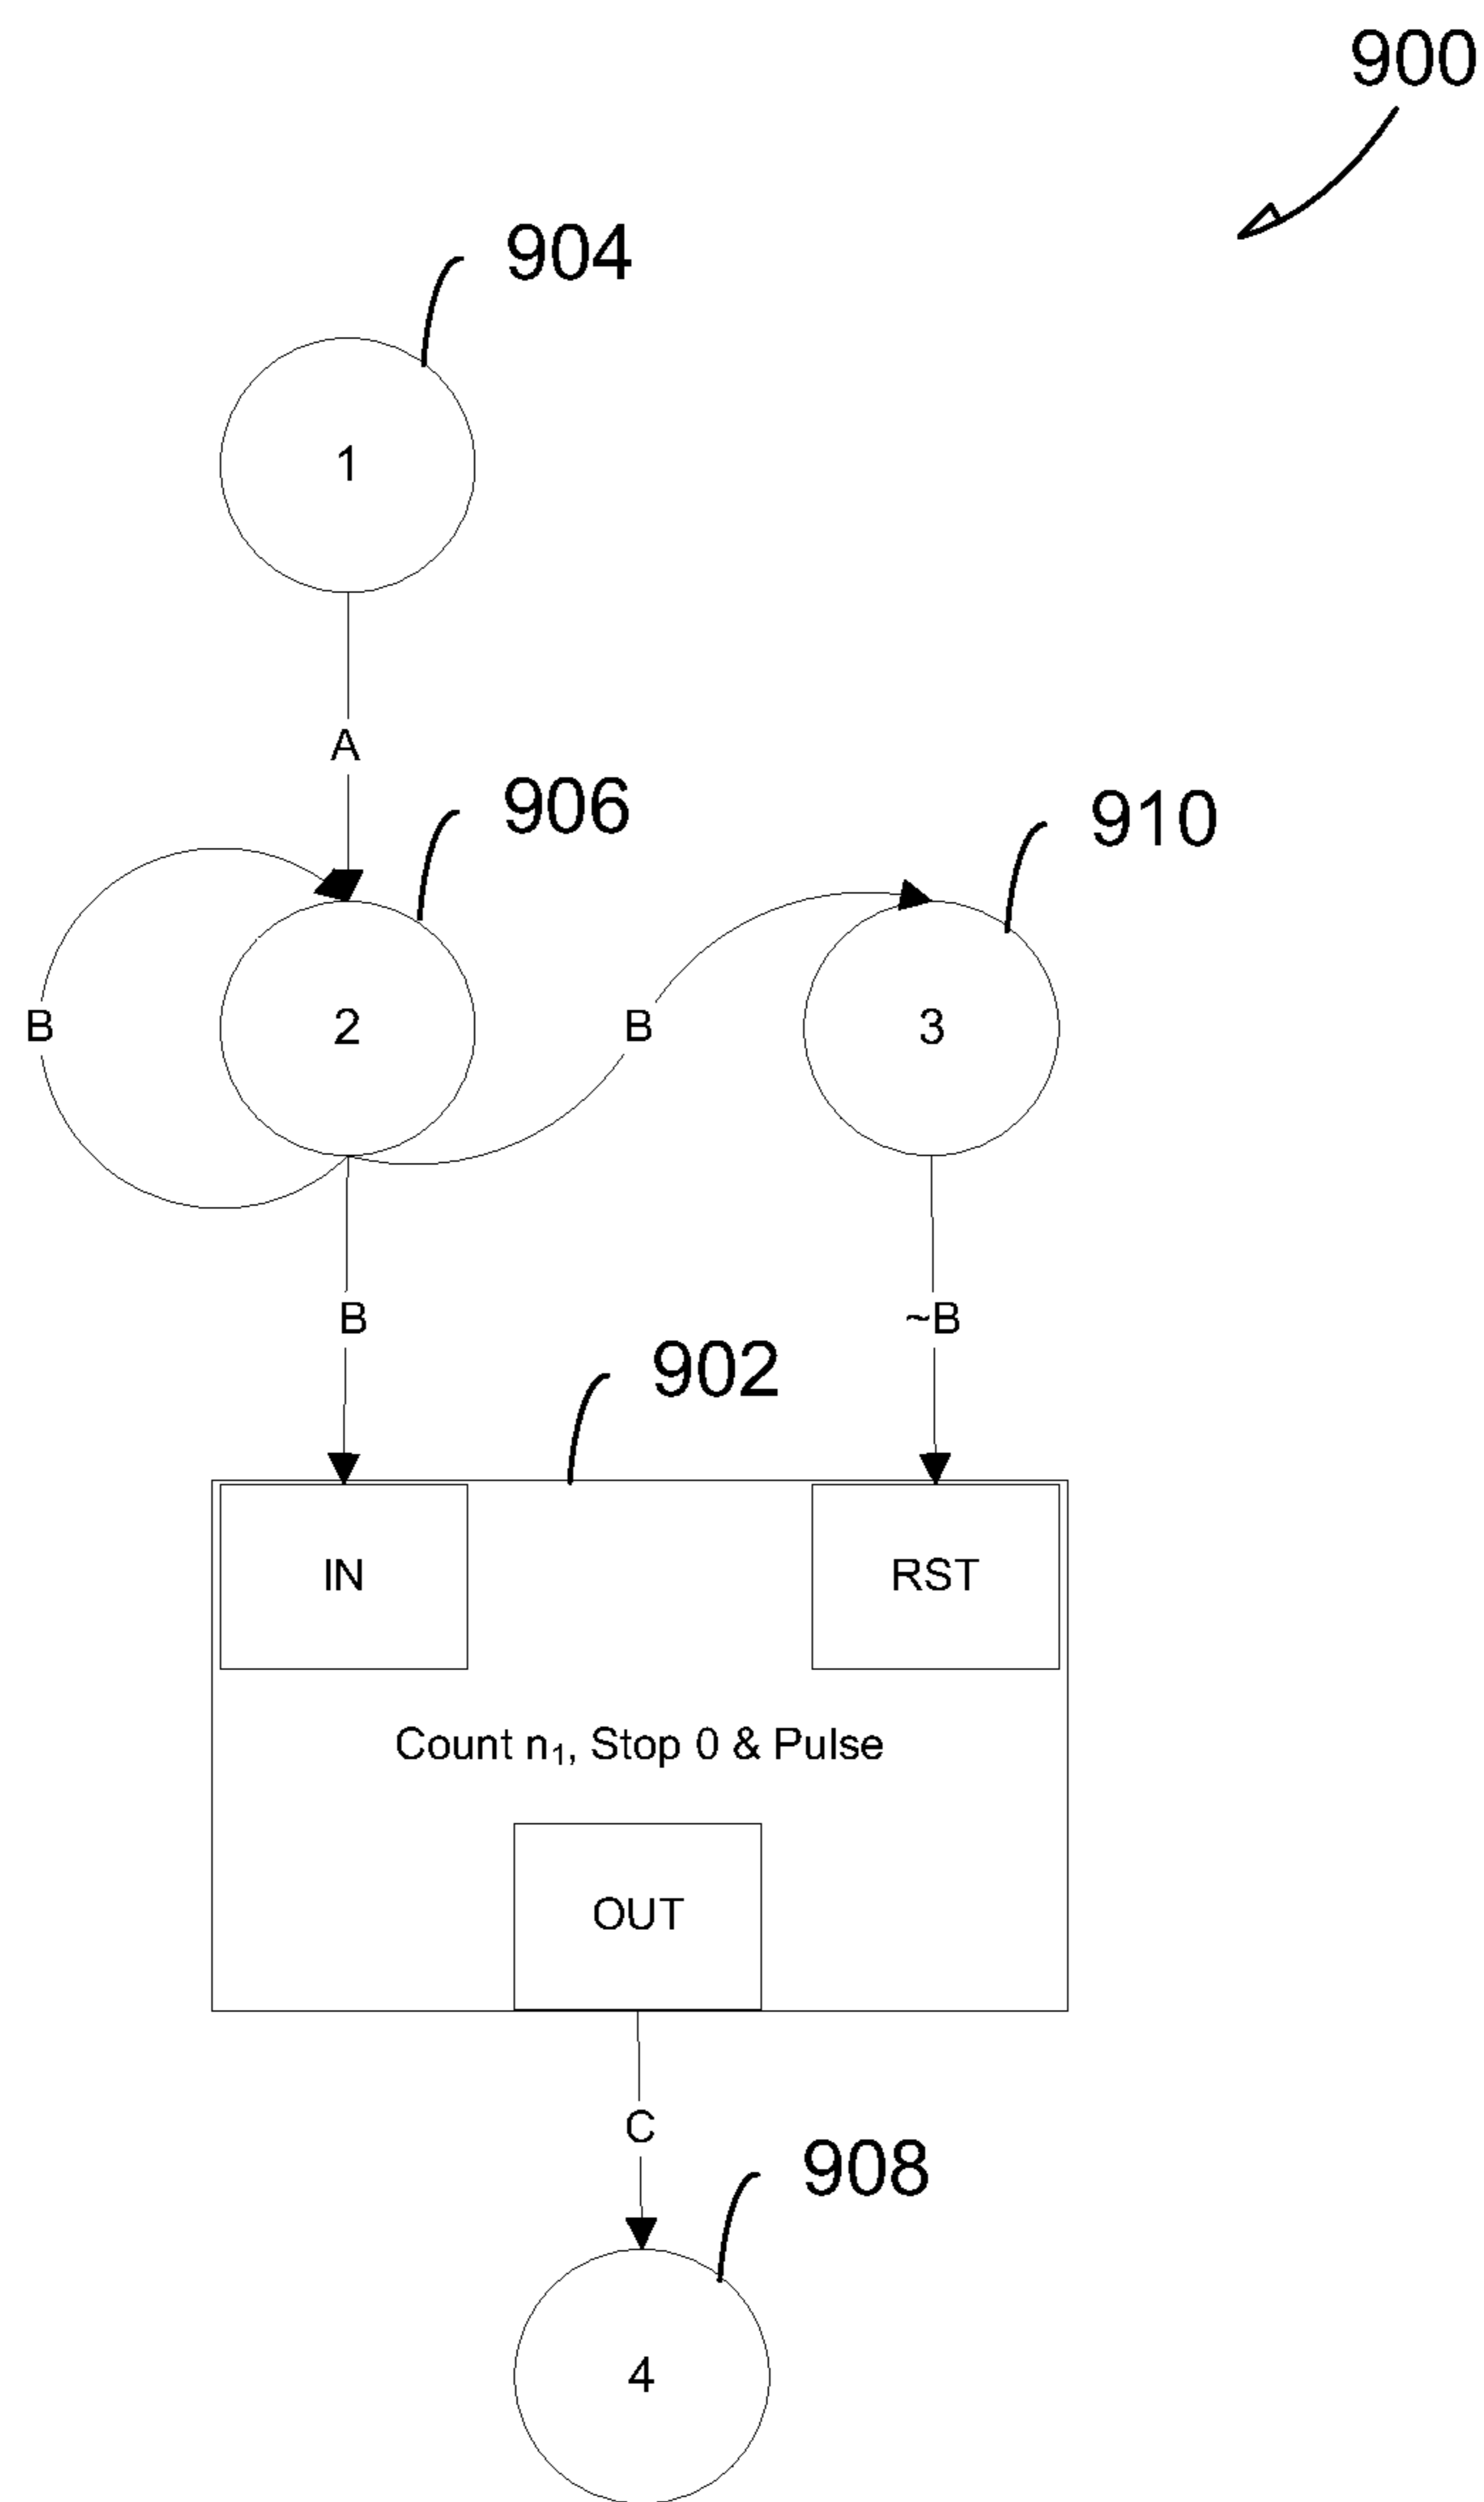 900
904
1
A
906
910
B
2
B
3
B
~B
902
IN
RST
Count n₁, Stop 0 & Pulse
OUT
C
908
4